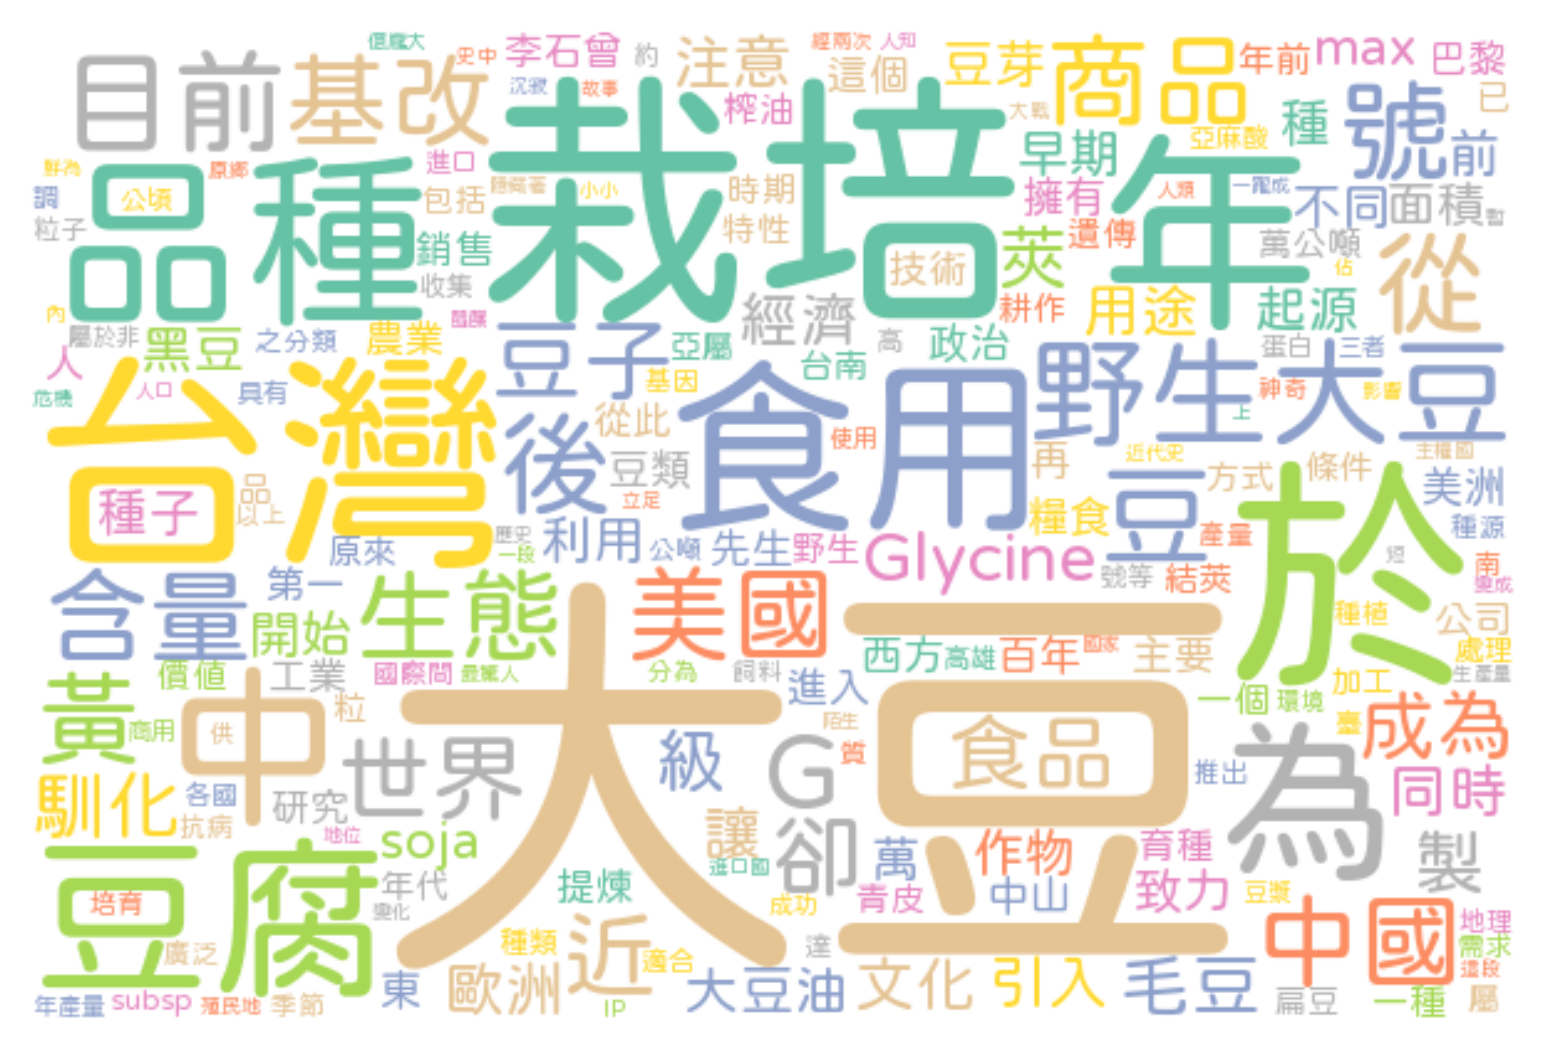 僅龐大 史中 李石曾 約 注意 經兩次 人知 豆芽 商品 年前 max 巴黎
目前 基改 沉寂 故事 榨油 這個 大戰 亞麻酸 種 號 已
栽培 早期 前
鮮為 原鄉 進口 小小 時期 擁有 人類 一躍成 不同 面積
品種 公頃 包括 年
調 粒子 銷售 特性 莢 遺傳 萬公噸 從
收集 技術 佔
內 經濟 耕作 用途 起源
屬於非 黑豆 之分類 農業 豆子 亞屬 高 政治 蛋白 三者
人 人口 具有 基因 台南 野生大豆 神奇 影響
危機 台灣 後 從此 食用 使用 上
種子 品 以上 豆類 再 近代史 方式 條件 主權國 美洲
立足 糧食 豆 於 種源
歷史 原來 一段 利用 公噸 先生 野生 Glycine 產量 短 南
含量 第一 生態 美國 號等 結莢 變成
開始 種植 公司
價值 工業 國際間 最驚人 分為 飼料 西方 高雄 百年 國家 主要 處理
黃 商用 中 供 粒 大豆 進入 陌生 一個 環境 加工 生產量
世界 級 G 質 食品 臺 成為
馴化 各國 研究 推出 為 同時
抗病 地位 soja 讓 卻 萬 作物 育種 製
豆腐 培育 年代 提煉 進口國 青皮 中山 致力 豆漿
變化 成功 中國 地理
廣泛 種類 近 適合 達 需求
年產量 subsp 殖民地 季節 東 歐洲 IP 大豆油 文化 引入 毛豆 扁豆 一種 這段 屬